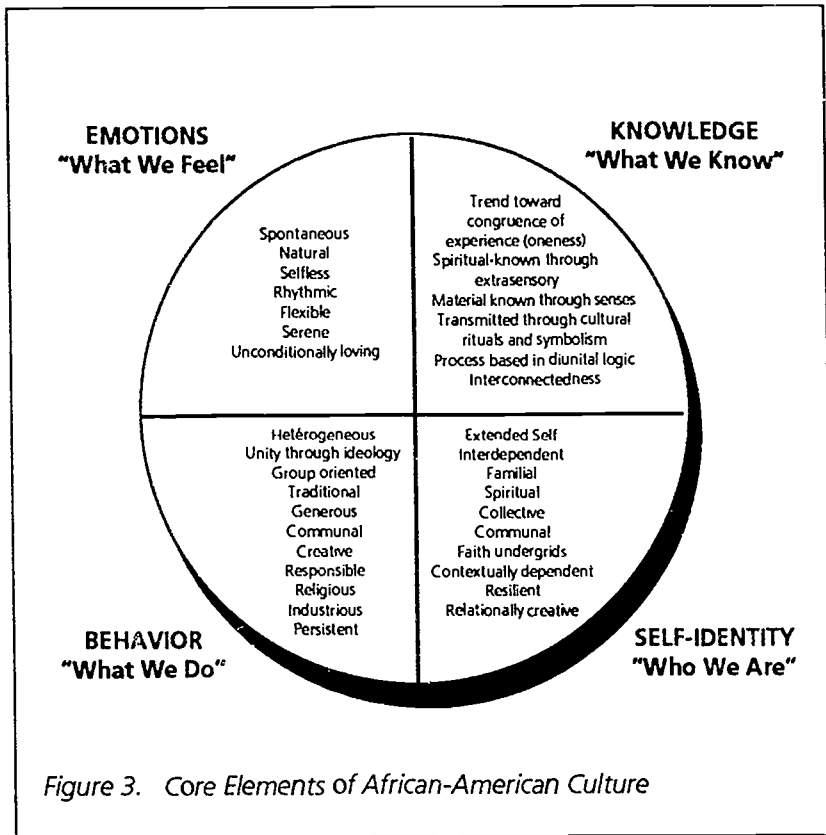 EMOTIONS
"What We Feel"
KNOWLEDGE
"What We Know"
Spontaneous
Natural
Selfless
Rhythmic
Flexible
Serene
Unconditionally loving
Trend toward
congruence of
experience (oneness)
Spiritual-known through
extrasensory
Material known through senses
Transmitted through cultural
rituals and symbolism
Process based in diunital logic
Interconnectedness
Heterogeneous
Unity through ideology
Group oriented
Traditional
Generous
Communal
Creative
Responsible
Religious
Industrious
Persistent
Extended Self
Interdependent
Familial
Spiritual
Collective
Communal
Faith undergrids
Contextually dependent
Resilient
Relationally creative
BEHAVIOR
"What We Do"
SELF-IDENTITY
"Who We Are"
Figure 3. Core Elements of African-American Culture